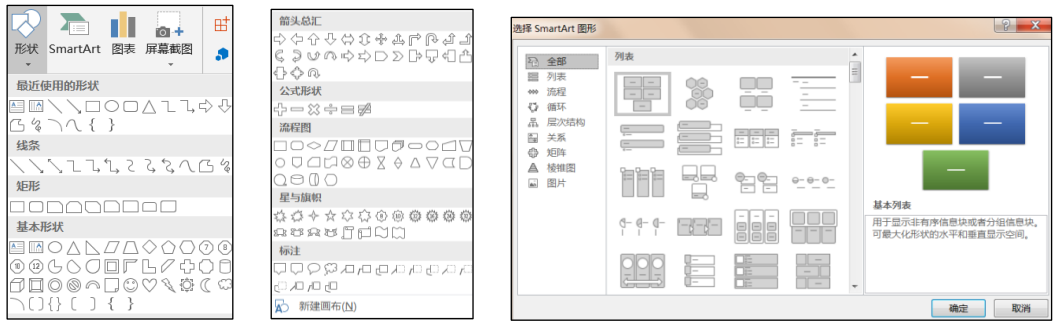 形状 SmartArt 图表 屏幕截图
最近使用的形状
线条
矩形
基本形状
箭头总汇
公式形状
流程图
星与旗帜
标注
新建画布(N)
选择 SmartArt 图形
全部
列表
流程
循环
层次结构
关系
矩阵
棱锥图
图片
列表
基本列表
用于显示非有序信息块或者分组信息块。
可最大化形状的水平和垂直显示空间。
确定 取消